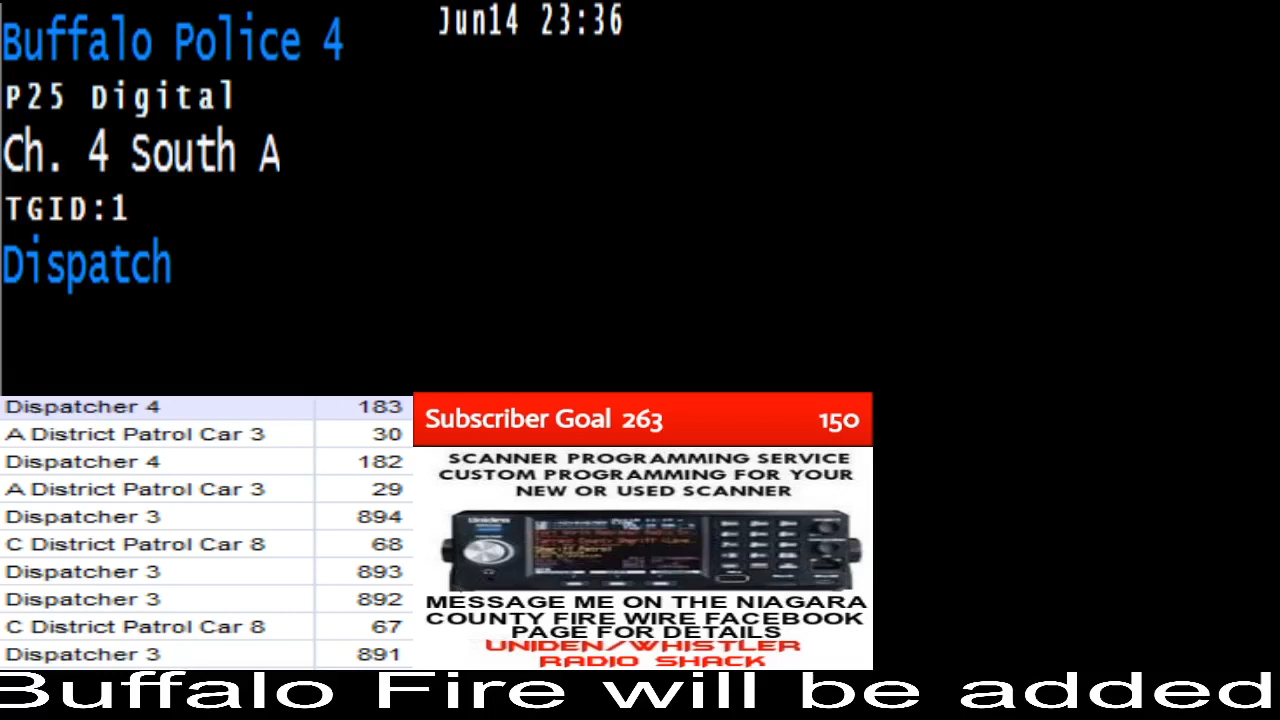 Buffalo Police 4
Jun14 23:36
P25 Digital
Ch. 4 South A
TGID:1
Dispatch
Dispatcher 4 183
A District Patrol Car 3 30
Dispatcher 4 182
A District Patrol Car 3 29
Dispatcher 3 894
C District Patrol Car 8 68
Dispatcher 3 893
Dispatcher 3 892
C District Patrol Car 8 67
Dispatcher 3 891
Subscriber Goal 263 150
SCANNER PROGRAMMING SERVICE
CUSTOM PROGRAMMING FOR YOUR
NEW OR USED SCANNER
Uniden
MESSAGE ME ON THE NIAGARA
COUNTY FIRE WIRE FACEBOOK
PAGE FOR DETAILS
UNIDEN/WHISTLER
RADIO SHACK
Buffalo Fire will be added